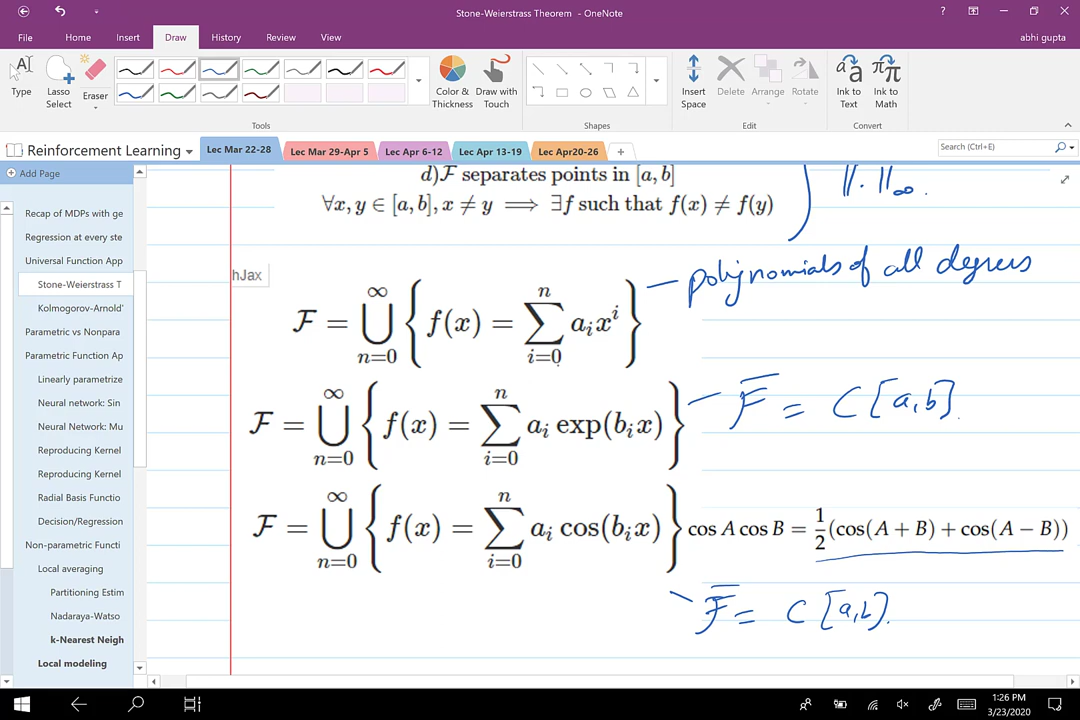 Stone-Weierstrass Theorem - OneNote
?
File Home Insert Draw History Review View
abhi gupta
Type
Lasso Select
Eraser
Color & Thickness
Draw with Touch
Insert Space
Delete
Arrange
Rotate
Ink to Text
Ink to Math
Tools Shapes Edit Convert
Reinforcement Learning Lec Mar 22-28 Lec Mar 29-Apr 5 Lec Apr 6-12 Lec Apr 13-19 Lec Apr20-26 +
Search (Ctrl+E)
Add Page
Recap of MDPs with ge
Regression at every ste
Universal Function App
Stone-Weierstrass T
Kolmogorov-Arnold'
Parametric vs Nonpara
Parametric Function Ap
Linearly parametrize
Neural network: Sin
Neural Network: Mu
Reproducing Kernel
Reproducing Kernel
Radial Basis Functio
Decision/Regression
Non-parametric Functi
Local averaging
Partitioning Estim
Nadaraya-Watso
k-Nearest Neigh
Local modeling
d)ℱ separates points in [a, b]
∀x, y ∈ [a, b], x ≠ y ⟹ ∃f such that f(x) ≠ f(y)
‖·‖∞.
hJax
ℱ = ⋃_{n=0}^{∞} { f(x) = ∑_{i=0}^{n} a_i x^i } – polynomials of all degrees
ℱ = ⋃_{n=0}^{∞} { f(x) = ∑_{i=0}^{n} a_i exp(b_i x) } – F̅ = C[a,b].
ℱ = ⋃_{n=0}^{∞} { f(x) = ∑_{i=0}^{n} a_i cos(b_i x) } cos A cos B = 1/2 (cos(A + B) + cos(A − B))
F̅ = C[a,b].
1:26 PM
3/23/2020